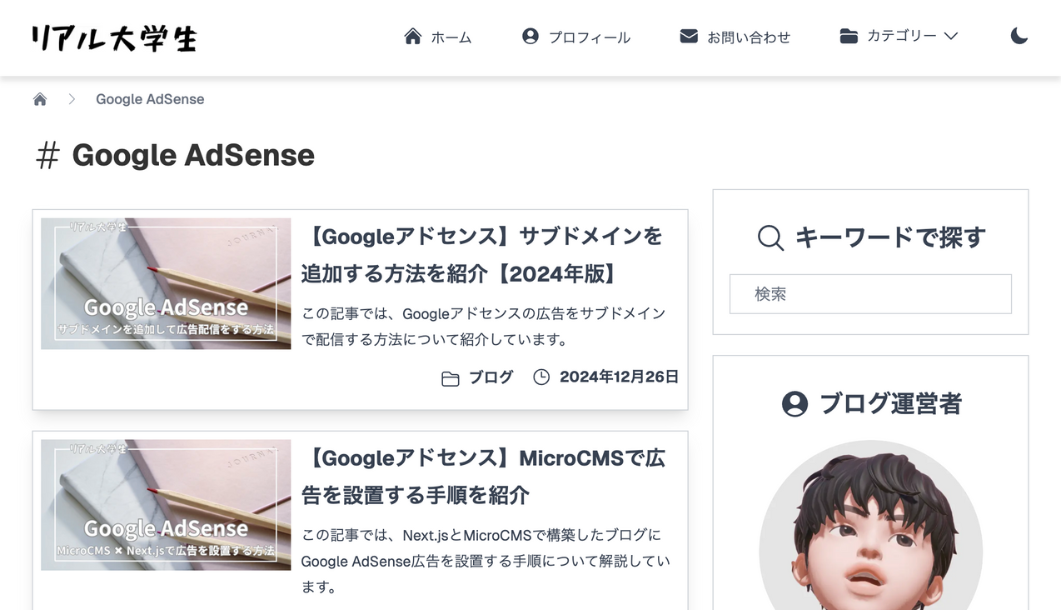 リアル大学生
ホーム
プロフィール
お問い合わせ
カテゴリー
Google AdSense
# Google AdSense
リアル大学生
JOURNEY
Google AdSense
サブドメインを追加して広告配信をする方法
【Googleアドセンス】サブドメインを
追加する方法を紹介【2024年版】
この記事では、Googleアドセンスの広告をサブドメイン
で配信する方法について紹介しています。
ブログ
2024年12月26日
リアル大学生
JOURNEY
Google AdSense
MicroCMS × Next.jsで広告を設置する方法
【Googleアドセンス】MicroCMSで広
告を設置する手順を紹介
この記事では、Next.jsとMicroCMSで構築したブログに
Google AdSense広告を設置する手順について解説してい
ます。
キーワードで探す
検索
ブログ運営者